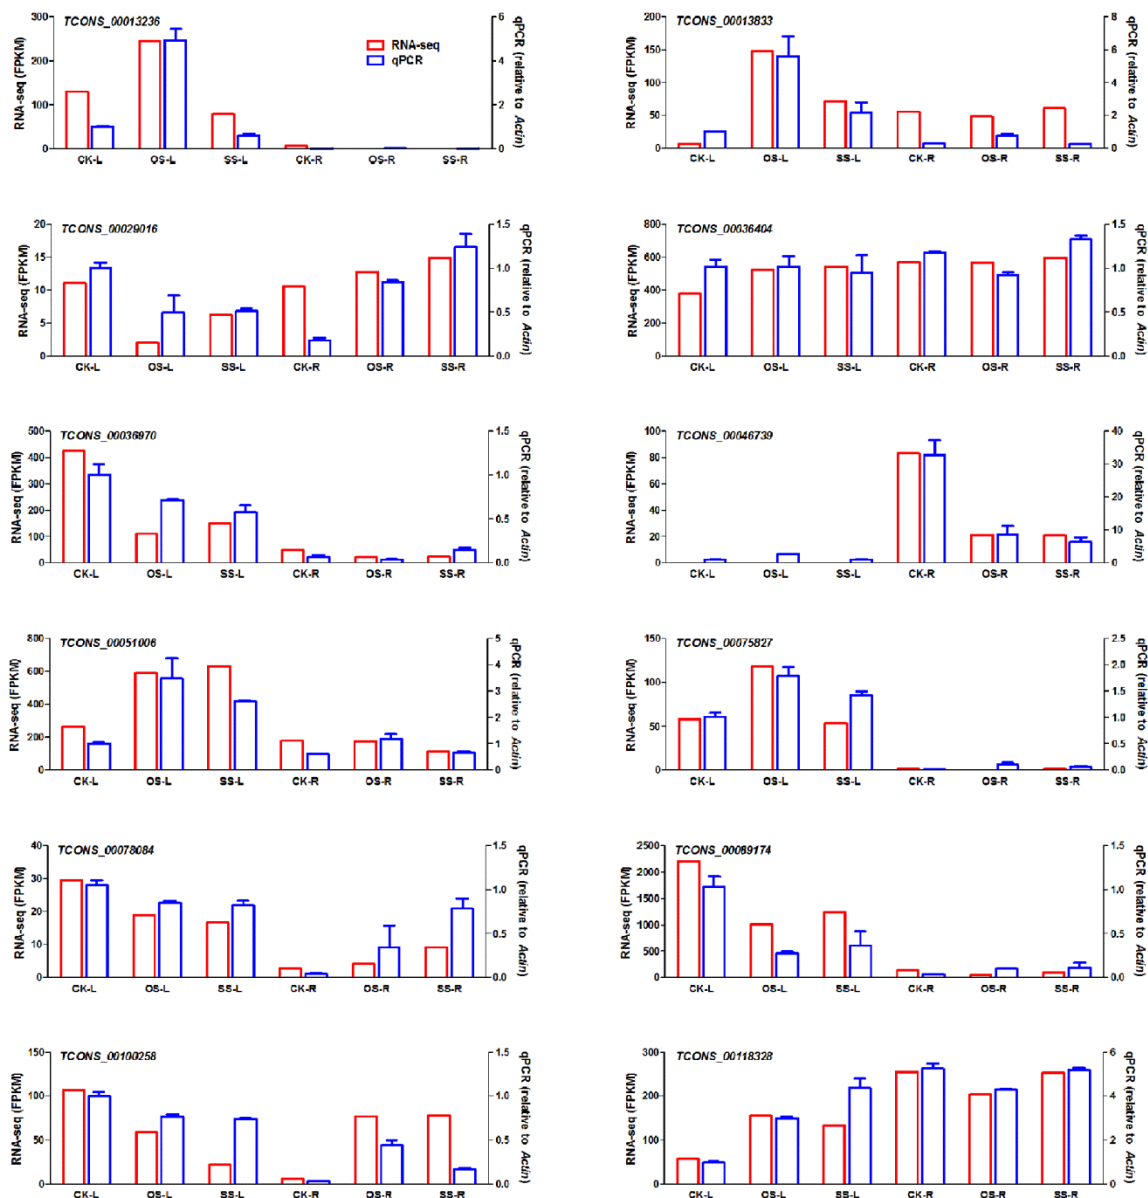 TCONS_00013236
RNA-seq (FPKM)
300
200
100
0
qPCR (relative to Actin)
6
4
2
0
RNA-seq
qPCR
CK-L OS-L SS-L CK-R OS-R SS-R
TCONS_00013833
RNA-seq (FPKM)
200
150
100
50
0
qPCR (relative to Actin)
8
6
4
2
0
CK-L OS-L SS-L CK-R OS-R SS-R
TCONS_00029016
RNA-seq (FPKM)
20
15
10
5
0
qPCR (relative to Actin)
1.5
1.0
0.5
0.0
CK-L OS-L SS-L CK-R OS-R SS-R
TCONS_00036404
RNA-seq (FPKM)
800
600
400
200
0
qPCR (relative to Actin)
1.5
1.0
0.5
0.0
CK-L OS-L SS-L CK-R OS-R SS-R
TCONS_00036970
RNA-seq (FPKM)
500
400
300
200
100
0
qPCR (relative to Actin)
1.5
1.0
0.5
0.0
CK-L OS-L SS-L CK-R OS-R SS-R
TCONS_00046739
RNA-seq (FPKM)
100
80
60
40
20
0
qPCR (relative to Actin)
40
30
20
10
0
CK-L OS-L SS-L CK-R OS-R SS-R
TCONS_00051006
RNA-seq (FPKM)
800
600
400
200
0
qPCR (relative to Actin)
5
4
3
2
1
0
CK-L OS-L SS-L CK-R OS-R SS-R
TCONS_00075827
RNA-seq (FPKM)
150
100
50
0
qPCR (relative to Actin)
2.5
2.0
1.5
1.0
0.5
0.0
CK-L OS-L SS-L CK-R OS-R SS-R
TCONS_00078084
RNA-seq (FPKM)
40
30
20
10
0
qPCR (relative to Actin)
1.5
1.0
0.5
0.0
CK-L OS-L SS-L CK-R OS-R SS-R
TCONS_00089174
RNA-seq (FPKM)
2500
2000
1500
1000
500
0
qPCR (relative to Actin)
1.5
1.0
0.5
0.0
CK-L OS-L SS-L CK-R OS-R SS-R
TCONS_00100258
RNA-seq (FPKM)
150
100
50
0
qPCR (relative to Actin)
1.5
1.0
0.5
0.0
CK-L OS-L SS-L CK-R OS-R SS-R
TCONS_00118328
RNA-seq (FPKM)
300
200
100
0
qPCR (relative to Actin)
6
4
2
0
CK-L OS-L SS-L CK-R OS-R SS-R